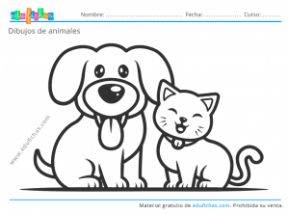 edufichas
Nombre: Fecha: Curso:
Dibujos de animales
www.edufichas.com
Material gratuito de edufichas.com. Prohibida su venta.